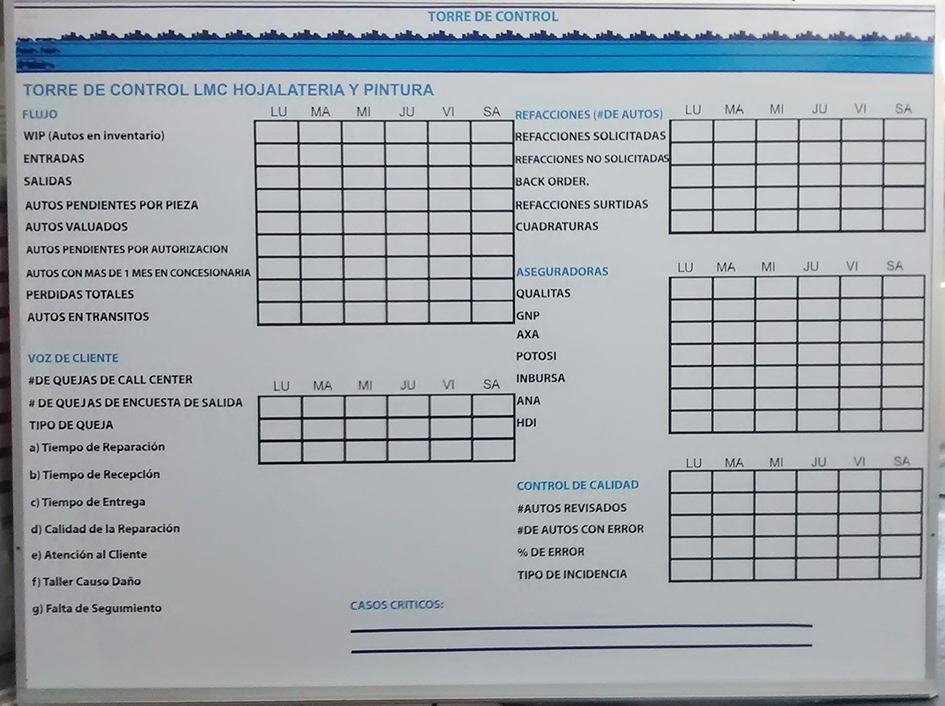 TORRE DE CONTROL
TORRE DE CONTROL LMC HOJALATERIA Y PINTURA
FLUJO
LU MA MI JU VI SA
WIP (Autos en inventario)
ENTRADAS
SALIDAS
AUTOS PENDIENTES POR PIEZA
AUTOS VALUADOS
AUTOS PENDIENTES POR AUTORIZACION
AUTOS CON MAS DE 1 MES EN CONCESIONARIA
PERDIDAS TOTALES
AUTOS EN TRANSITOS
VOZ DE CLIENTE
#DE QUEJAS DE CALL CENTER
LU MA MI JU VI SA
# DE QUEJAS DE ENCUESTA DE SALIDA
TIPO DE QUEJA
a) Tiempo de Reparación
b) Tiempo de Recepción
c) Tiempo de Entrega
d) Calidad de la Reparación
e) Atención al Cliente
f) Taller Causo Daño
g) Falta de Seguimiento
REFACCIONES (#DE AUTOS)
LU MA MI JU VI SA
REFACCIONES SOLICITADAS
REFACCIONES NO SOLICITADAS
BACK ORDER.
REFACCIONES SURTIDAS
CUADRATURAS
ASEGURADORAS
LU MA MI JU VI SA
QUALITAS
GNP
AXA
POTOSI
INBURSA
ANA
HDI
LU MA MI JU VI SA
CONTROL DE CALIDAD
#AUTOS REVISADOS
#DE AUTOS CON ERROR
% DE ERROR
TIPO DE INCIDENCIA
CASOS CRITICOS: